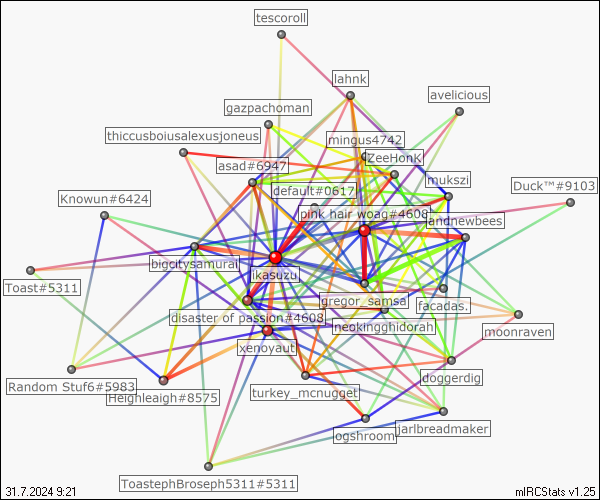 tescoroll
lahnk
avelicious
gazpachoman
thiccusboiusalexusjoneus
mingus4742
ZeeHonK
asad#6947
mukszi
default#0617
Duck™#9103
Knowun#6424
pink hair woag#4608
landnewbees
bigcitysamurai
ikasuzu
Toast#5311
gregor_samsa
facadas.
disaster of passion#4608
neokingghidorah
moonraven
xenoyaut
doggerdig
Random Stuf6#5983
Heighleaigh#8575
turkey_mcnugget
jarlbreadmaker
ogshroom
ToastephBroseph5311#5311
31.7.2024 9:21
mIRCStats v1.25